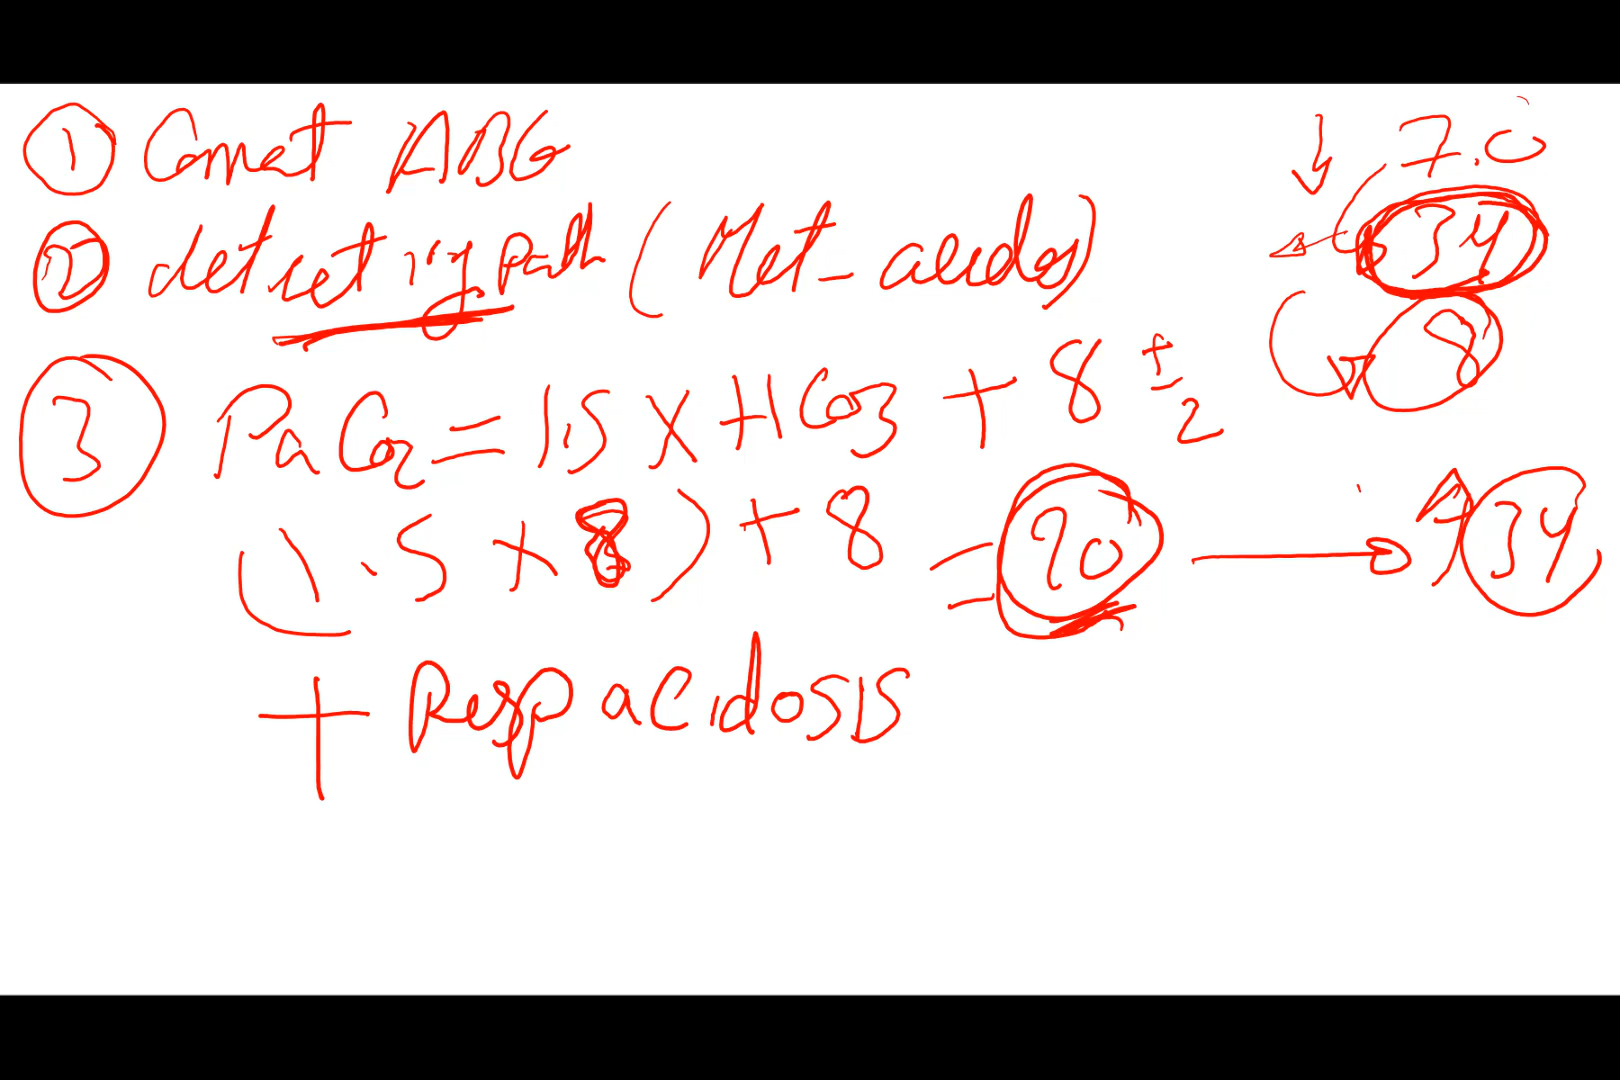 ① Correct ABG
② detect 1ry path (Met-acidos)
③ PaCO2 = 1.5 x HCO3 + 8 ± 2
(1.5 x 8) + 8 = 20 → ↑ 34
+ Resp acidosis
↓ 7.0
34
8